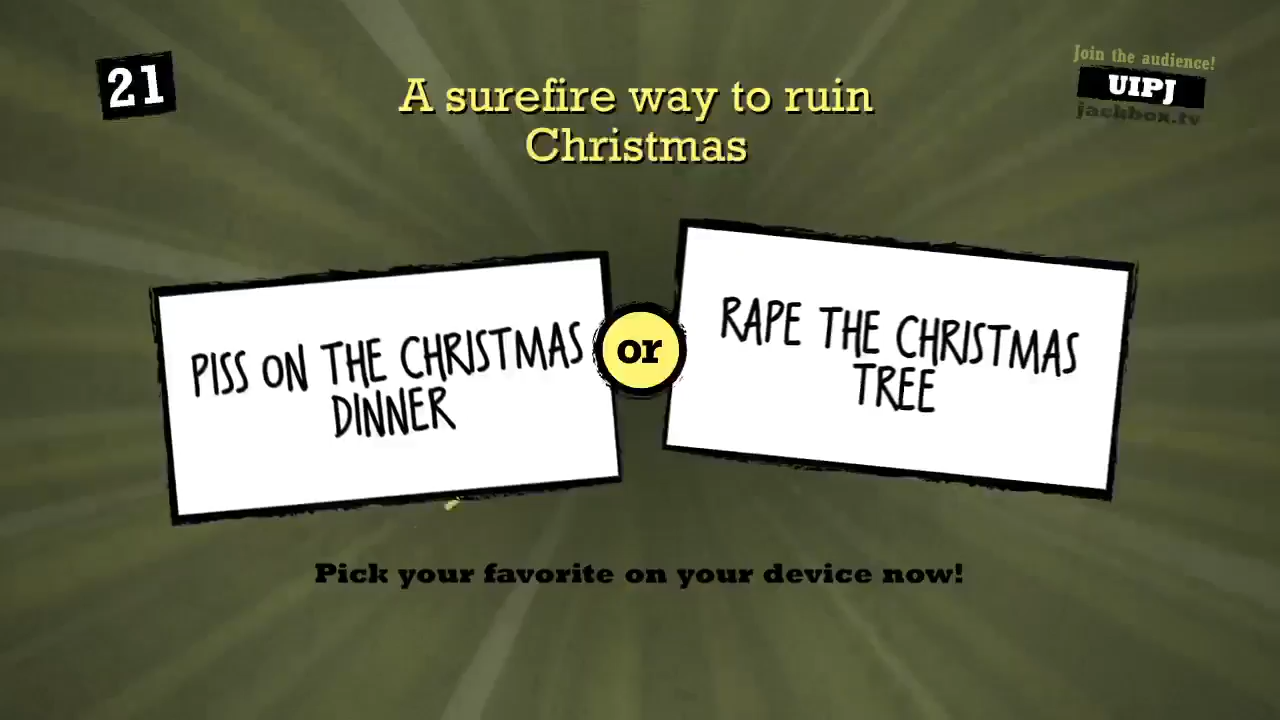 21
A surefire way to ruin
Christmas
Join the audience!
UIPJ
jackbox.tv
PISS ON THE CHRISTMAS
DINNER
or
RAPE THE CHRISTMAS
TREE
Pick your favorite on your device now!